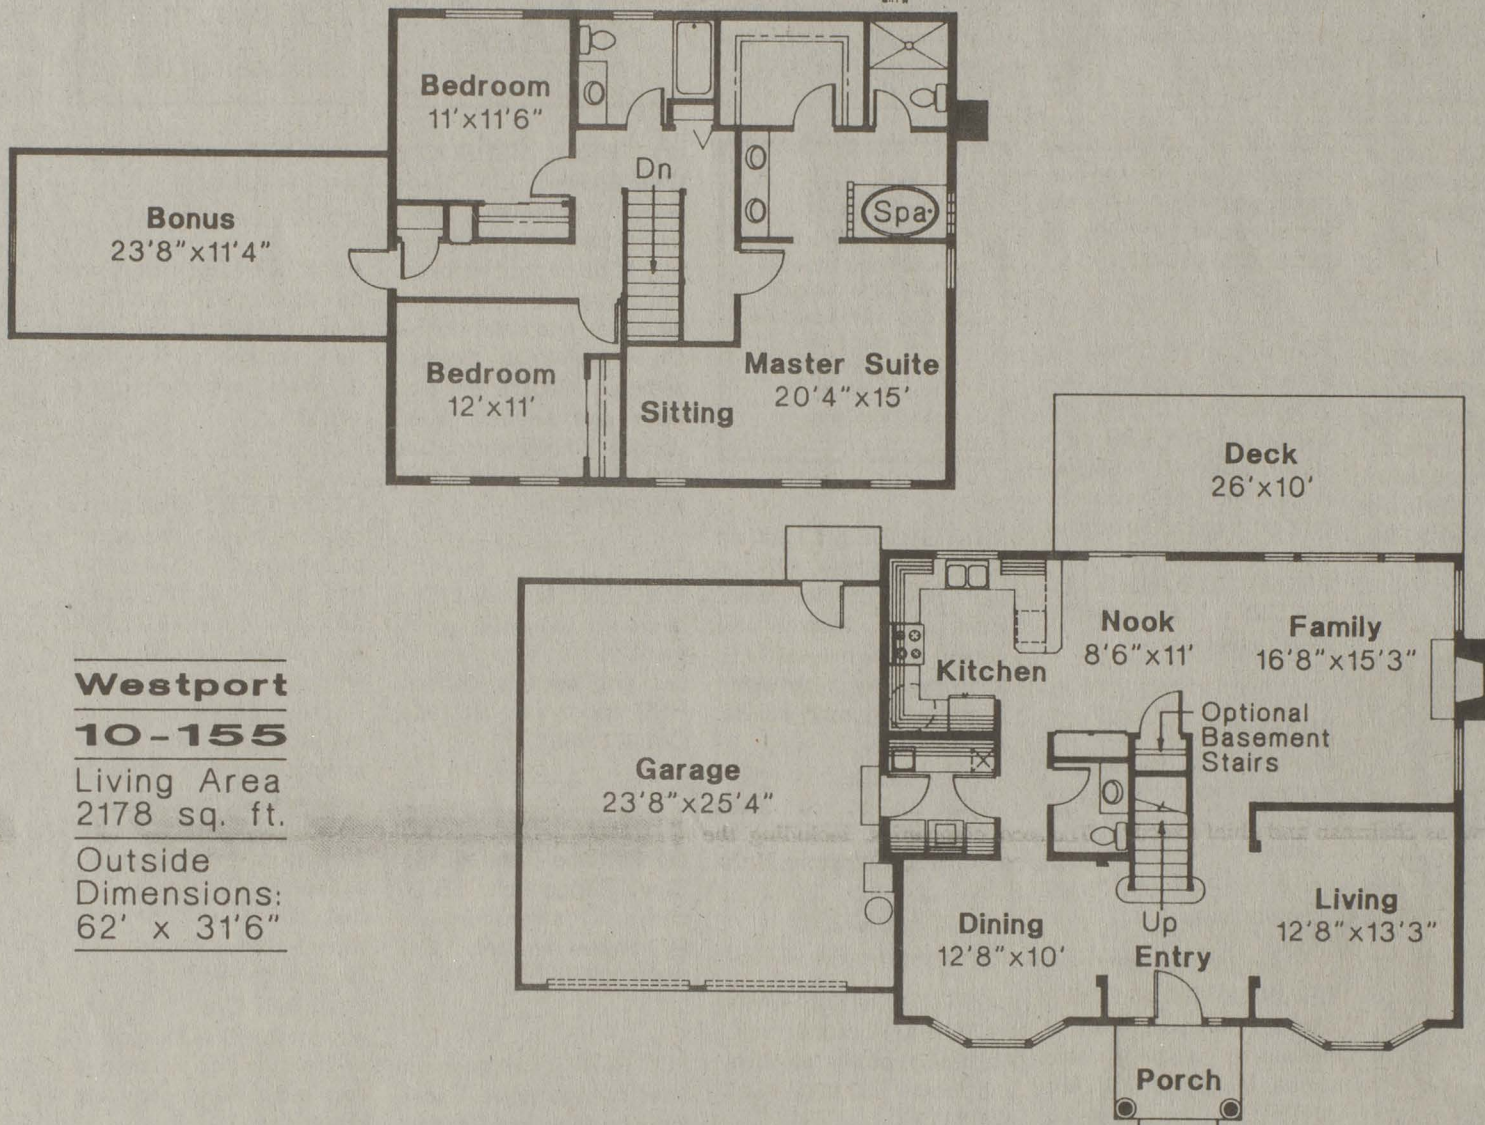 Bedroom
11'x11'6"
Dn
Spa
Bonus
23'8"x11'4"
Bedroom
12'x11'
Sitting
Master Suite
20'4"x15'
Deck
26'x10'
Nook
8'6"x11'
Family
16'8"x15'3"
Kitchen
Optional
Basement
Stairs
Garage
23'8"x25'4"
Dining
12'8"x10'
Up
Entry
Living
12'8"x13'3"
Porch
Westport
10-155
Living Area
2178 sq. ft.
Outside
Dimensions:
62' x 31'6"